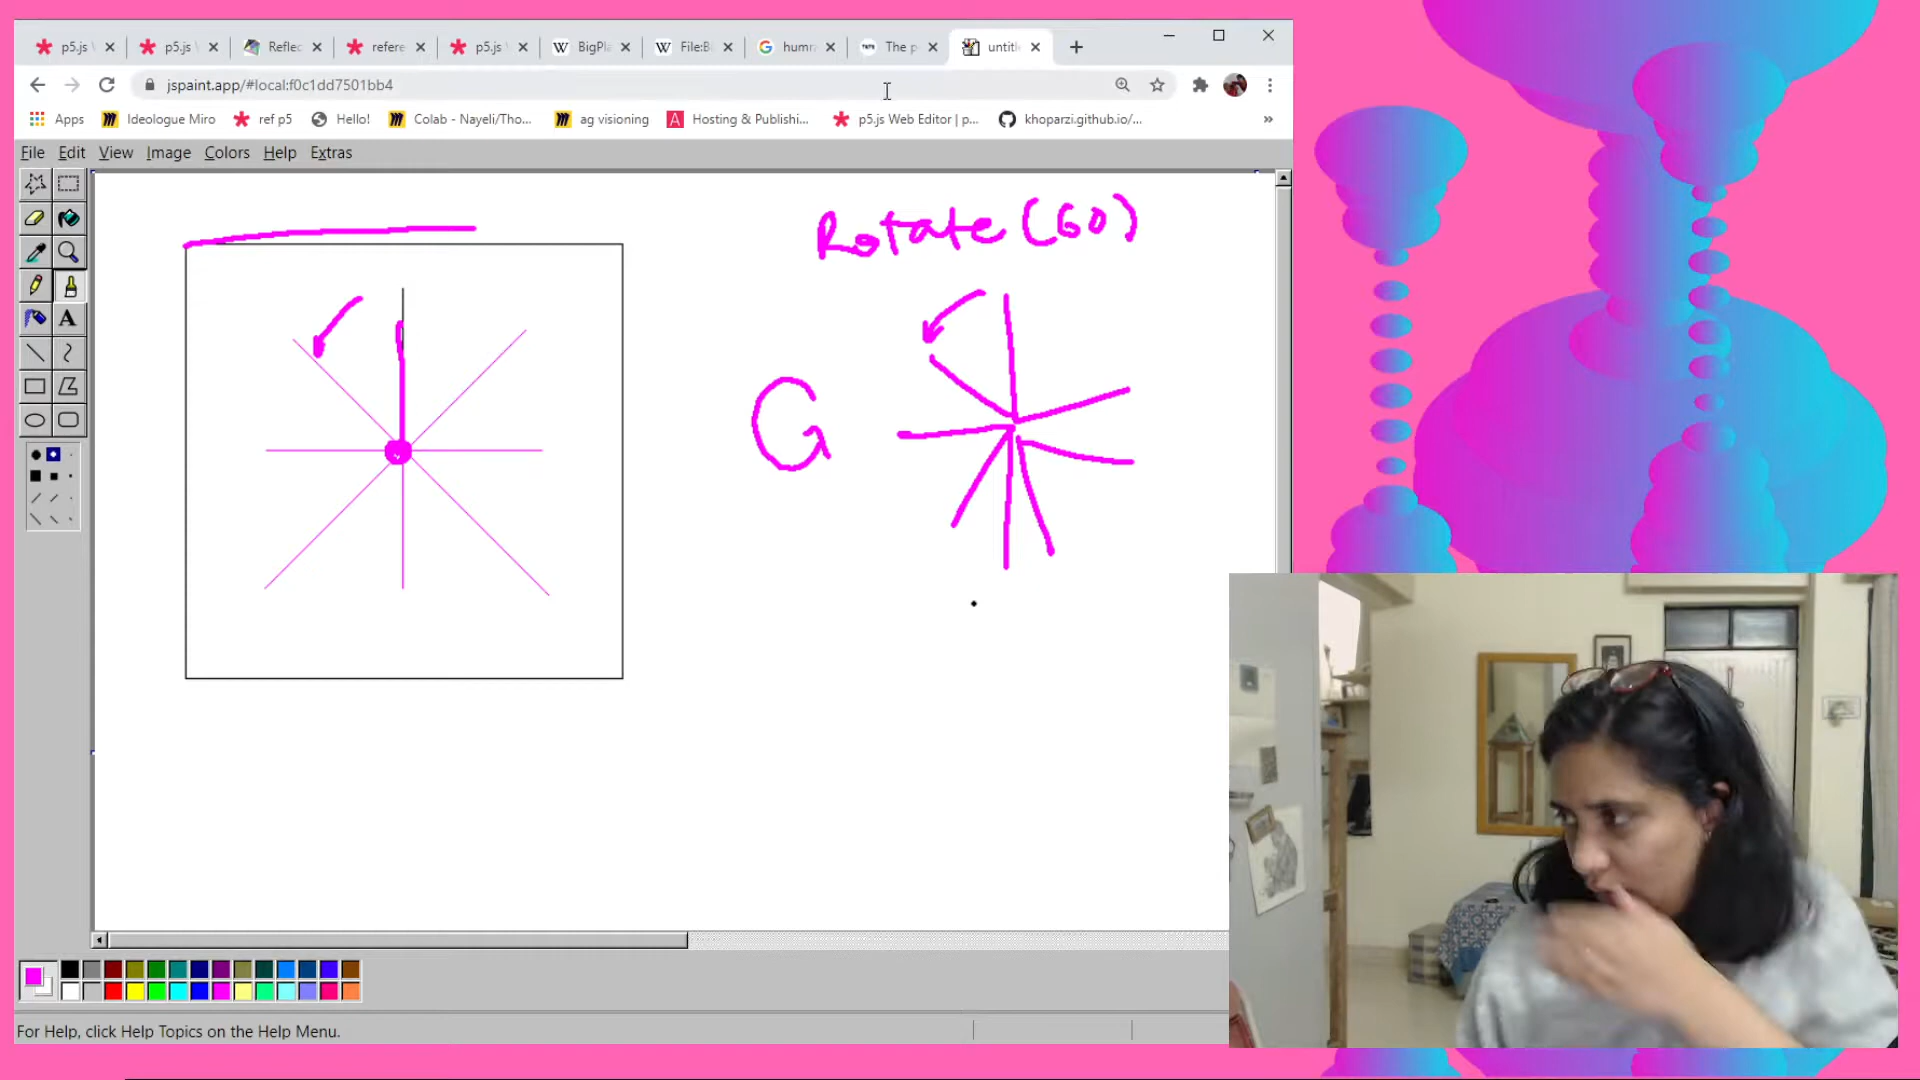 p5.js \
p5.js \
Reflec
refere
p5.js \
BigPla
File:B
humra
The p
untitl
jspaint.app/#local:f0c1dd7501bb4
Apps
Ideologue Miro
ref p5
Hello!
Colab - Nayeli/Tho...
ag visioning
Hosting & Publishi...
p5.js Web Editor | p...
khoparzi.github.io/...
»
File Edit View Image Colors Help Extras
Rotate (60)
G
For Help, click Help Topics on the Help Menu.